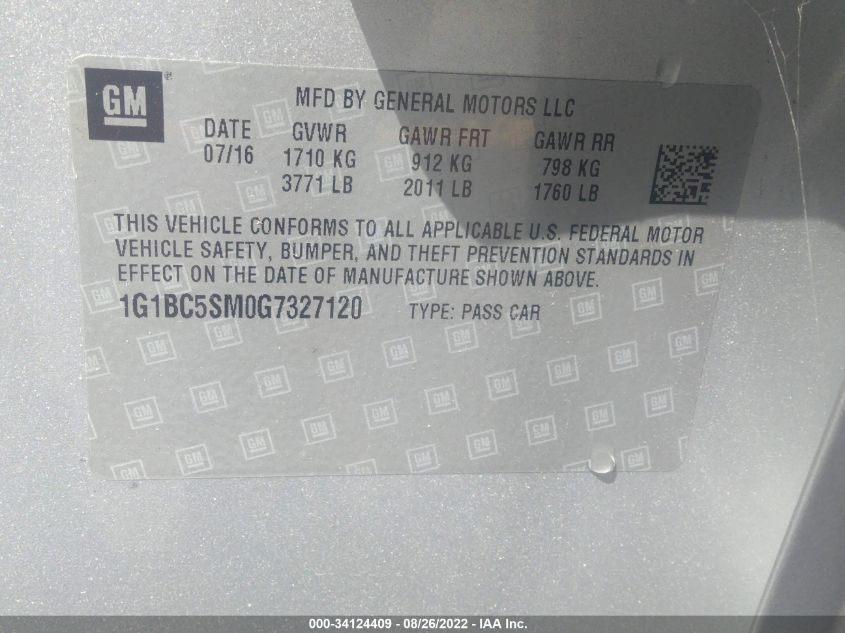 GM ®
MFD BY GENERAL MOTORS LLC
DATE GVWR GAWR FRT GAWR RR
07/16 1710 KG 912 KG 798 KG
3771 LB 2011 LB 1760 LB
THIS VEHICLE CONFORMS TO ALL APPLICABLE U.S. FEDERAL MOTOR
VEHICLE SAFETY, BUMPER, AND THEFT PREVENTION STANDARDS IN
EFFECT ON THE DATE OF MANUFACTURE SHOWN ABOVE.
1G1BC5SM0G7327120 TYPE: PASS CAR
000-34124409 - 08/26/2022 - IAA Inc.